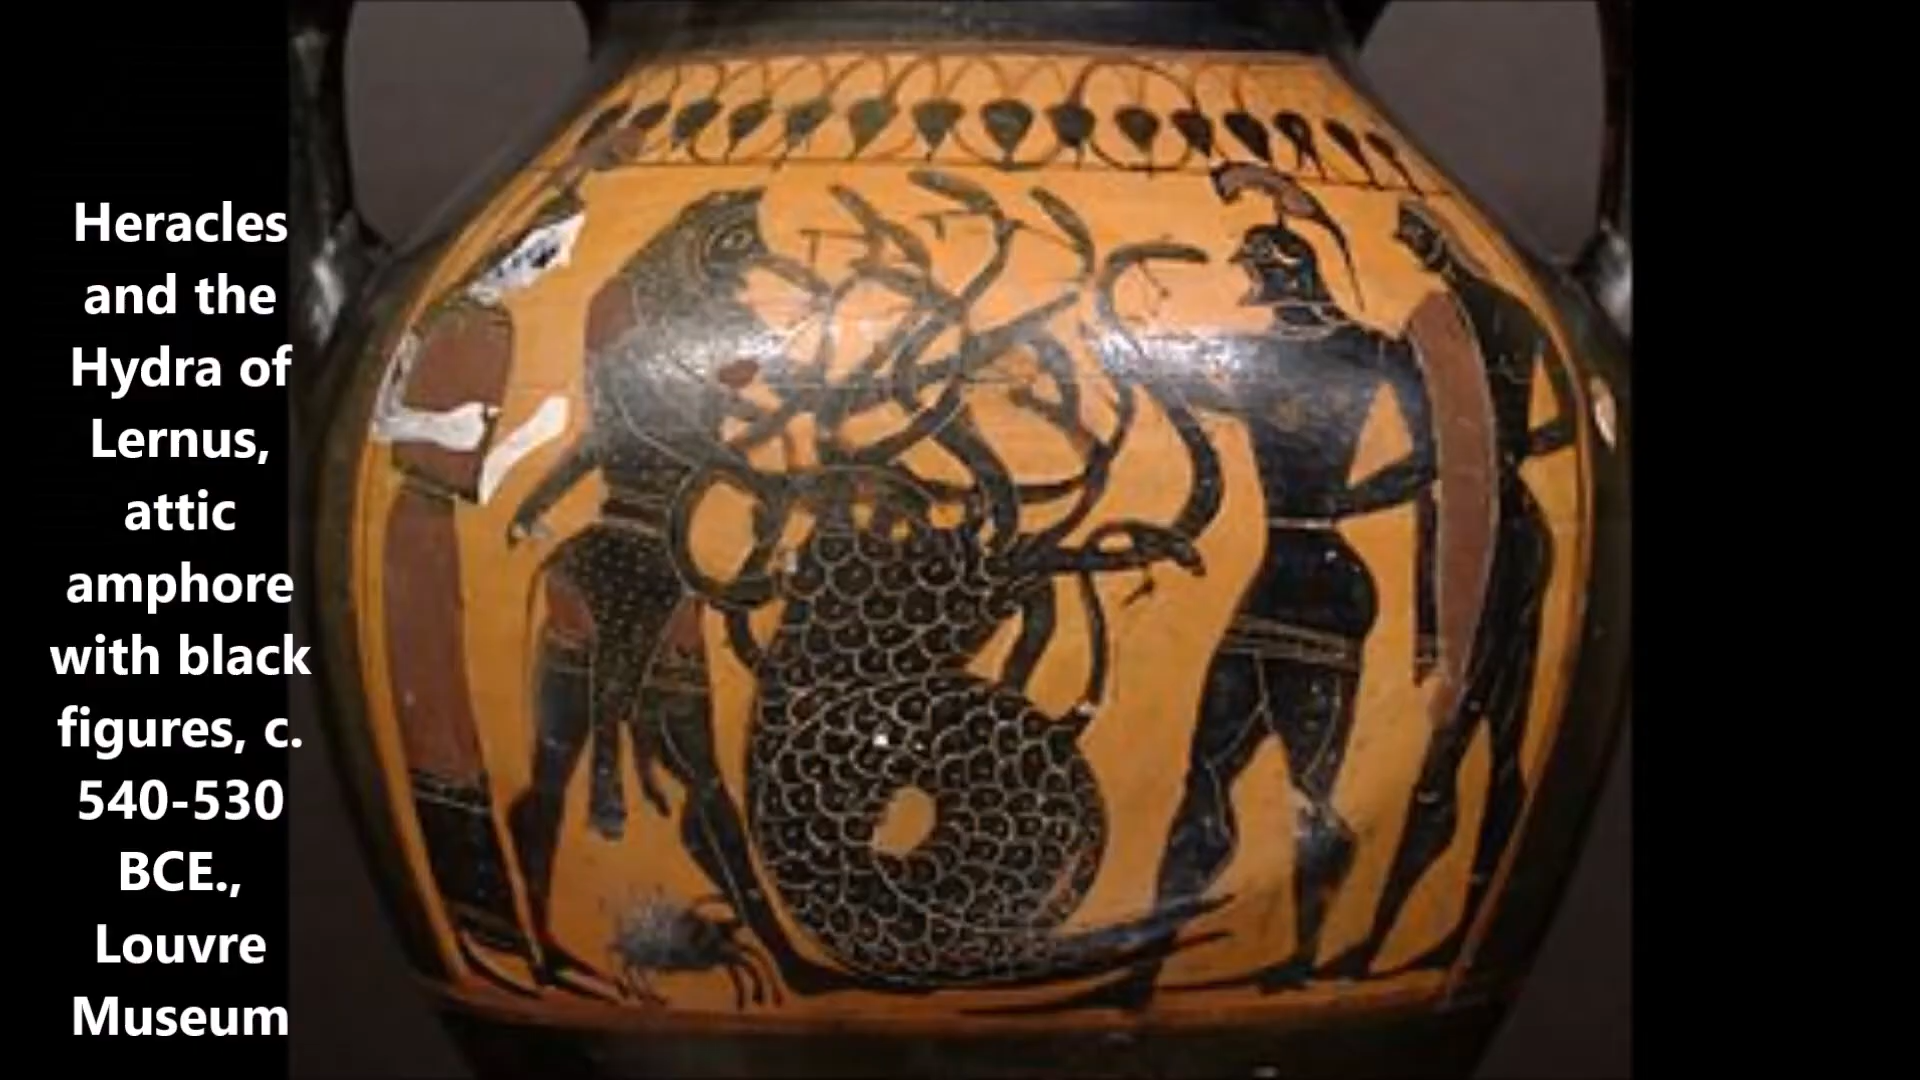 Heracles
and the
Hydra of
Lernus,
attic
amphore
with black
figures, c.
540-530
BCE.,
Louvre
Museum